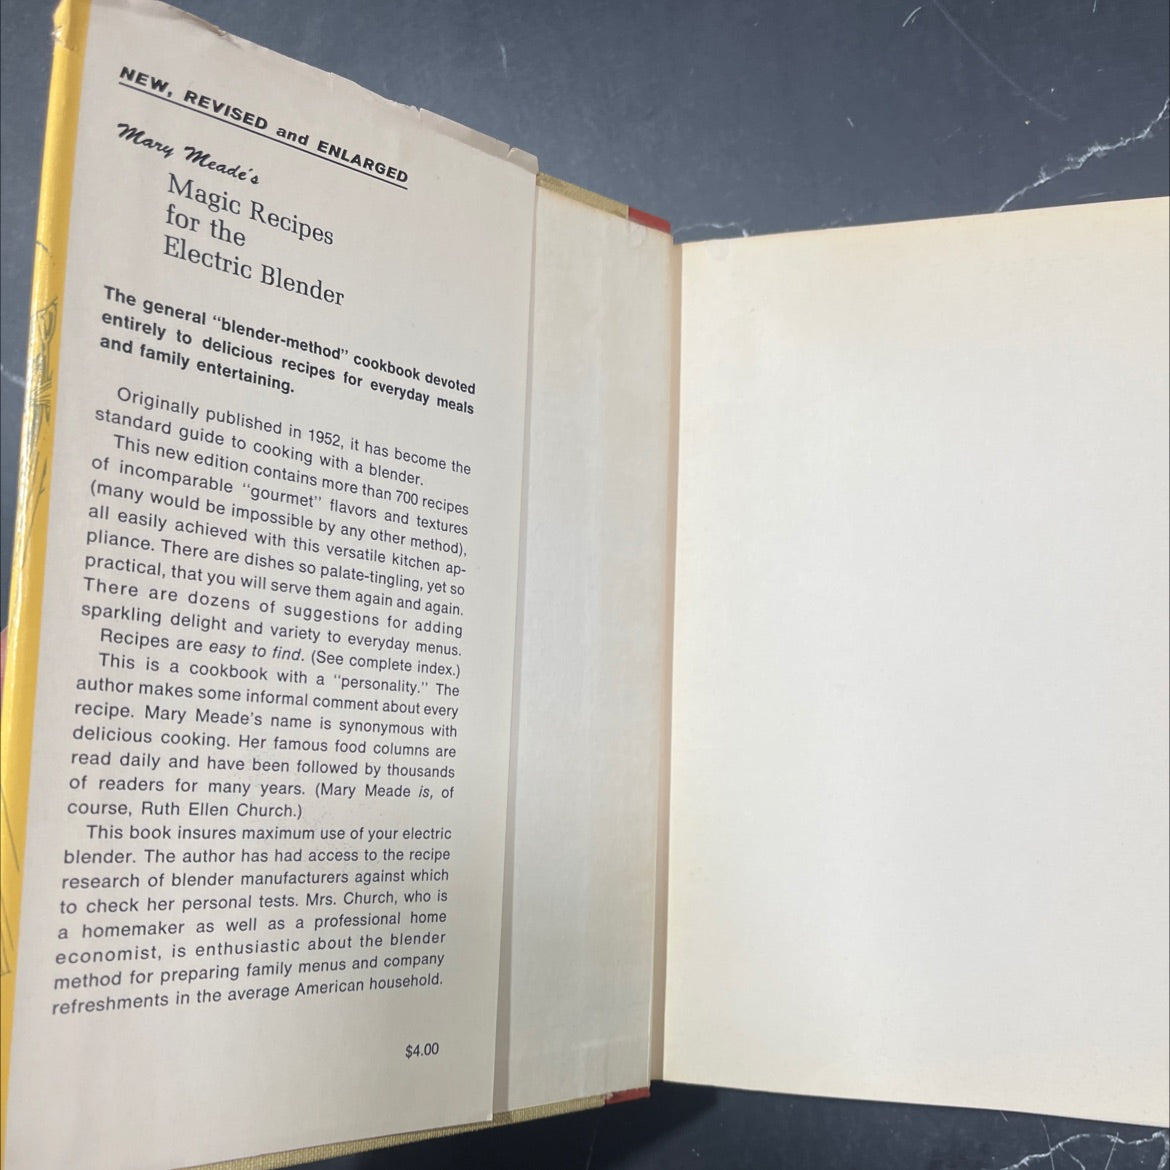 NEW, REVISED and ENLARGED
Mary Meade's
Magic Recipes
for the
Electric Blender
The general "blender-method" cookbook devoted
entirely to delicious recipes for everyday meals
and family entertaining.
Originally published in 1952, it has become the
standard guide to cooking with a blender.
This new edition contains more than 700 recipes
of incomparable "gourmet" flavors and textures
(many would be impossible by any other method),
all easily achieved with this versatile kitchen ap-
pliance. There are dishes so palate-tingling, yet so
practical, that you will serve them again and again.
There are dozens of suggestions for adding
sparkling delight and variety to everyday menus.
Recipes are easy to find. (See complete index.)
This is a cookbook with a "personality." The
author makes some informal comment about every
recipe. Mary Meade's name is synonymous with
delicious cooking. Her famous food columns are
read daily and have been followed by thousands
of readers for many years. (Mary Meade is, of
course, Ruth Ellen Church.)
This book insures maximum use of your electric
blender. The author has had access to the recipe
research of blender manufacturers against which
to check her personal tests. Mrs. Church, who is
a homemaker as well as a professional home
economist, is enthusiastic about the blender
method for preparing family menus and company
refreshments in the average American household.
$4.00